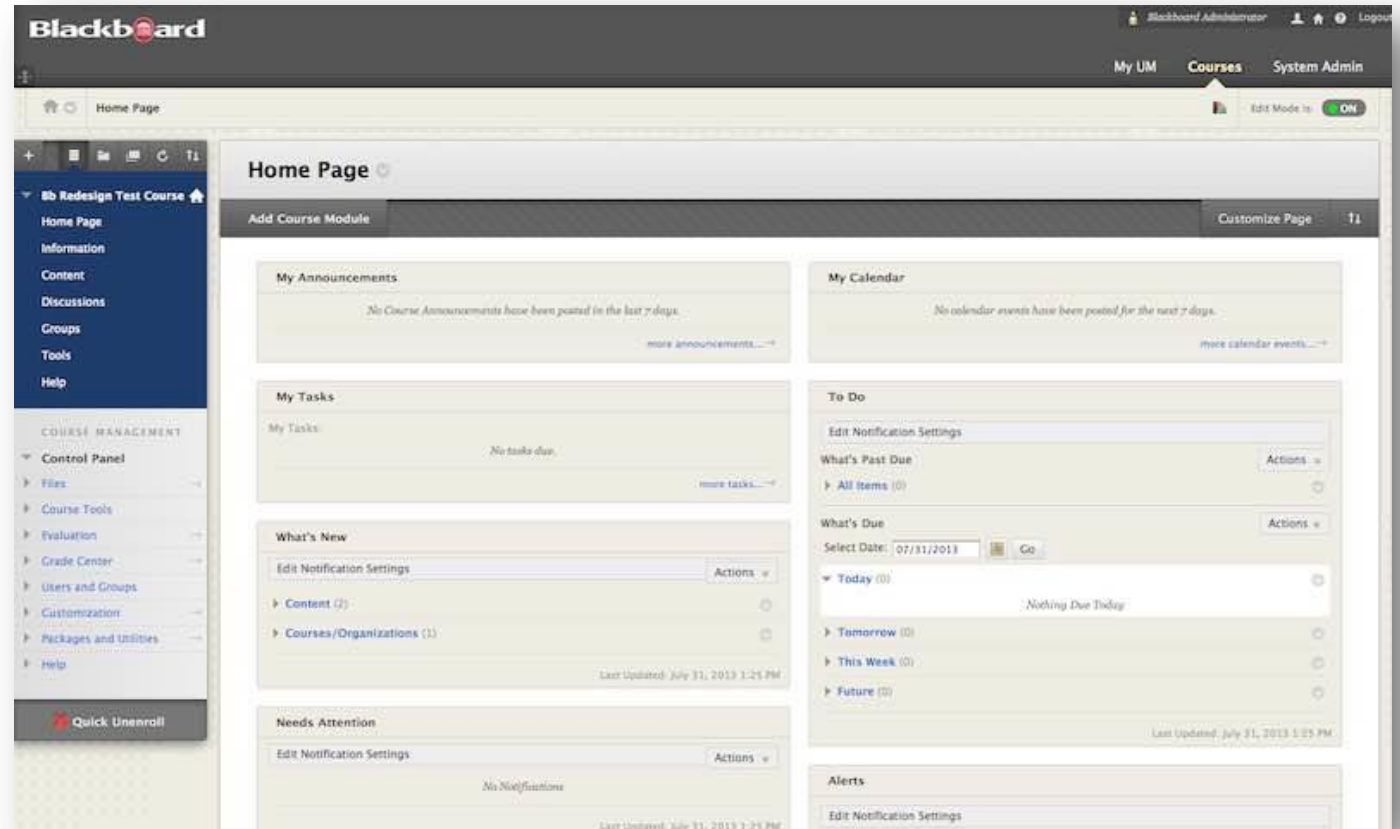 Blackboard
Blackboard Administrator
Logout
My UM
Courses
System Admin
Home Page
Edit Mode is:
ON
Bb Redesign Test Course
Home Page
Information
Content
Discussions
Groups
Tools
Help
COURSE MANAGEMENT
Control Panel
Files
Course Tools
Evaluation
Grade Center
Users and Groups
Customization
Packages and Utilities
Help
Quick Unenroll
Home Page
Add Course Module
Customize Page
My Announcements
No Course Announcements have been posted in the last 7 days.
more announcements...
My Tasks
My Tasks:
No tasks due.
more tasks...
What's New
Edit Notification Settings
Actions
Content (2)
Courses/Organizations (1)
Last Updated: July 31, 2013 1:25 PM
Needs Attention
Edit Notification Settings
Actions
No Notifications
Last Updated: July 31, 2013 1:25 PM
My Calendar
No calendar events have been posted for the next 7 days.
more calendar events...
To Do
Edit Notification Settings
What's Past Due
Actions
All Items (0)
What's Due
Actions
Select Date: 07/31/2013 Go
Today (0)
Nothing Due Today
Tomorrow (0)
This Week (0)
Future (0)
Last Updated: July 31, 2013 1:25 PM
Alerts
Edit Notification Settings